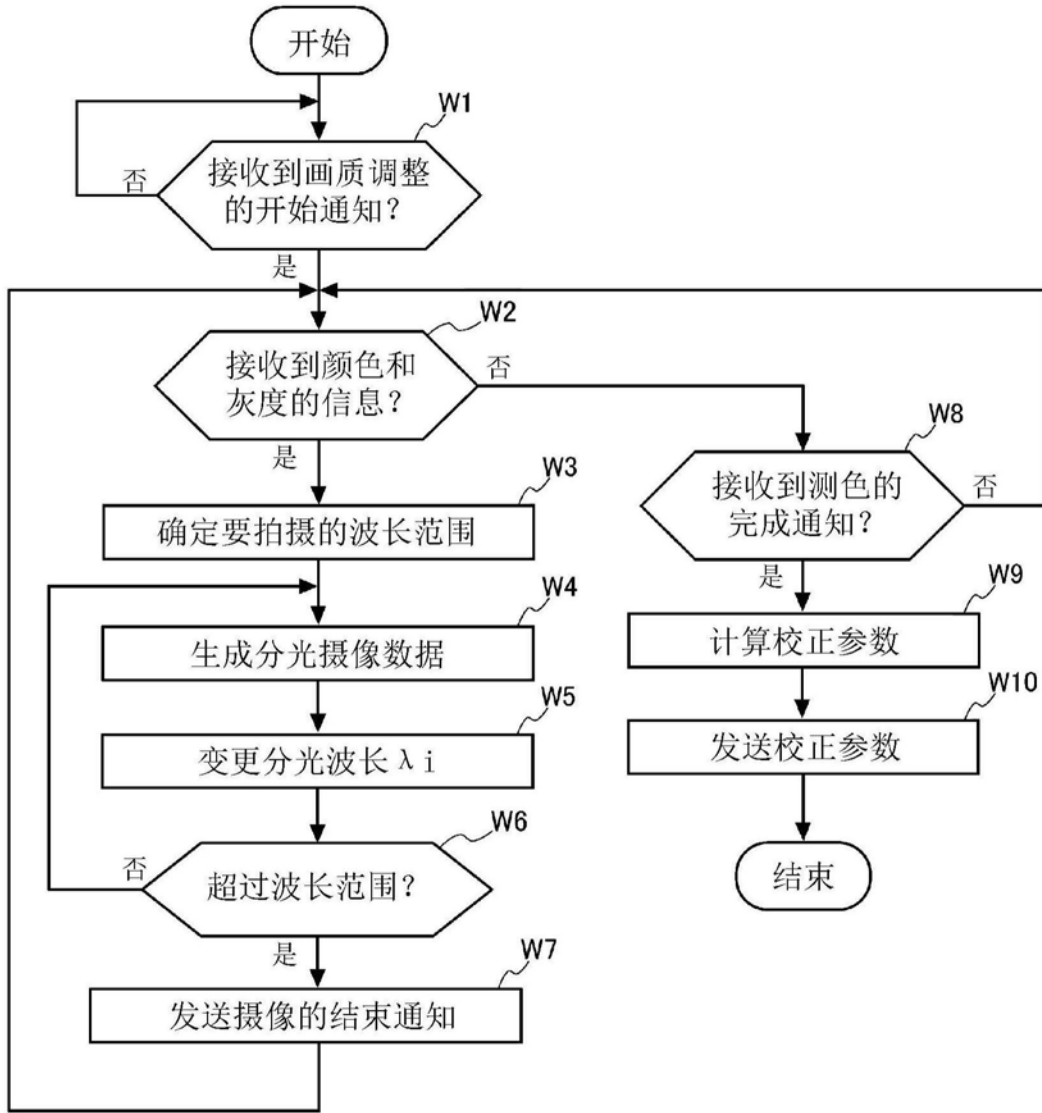 开始
W1
接收到画质调整
的开始通知？
否
是
W2
接收到颜色和
灰度的信息？
否
是
W8
接收到测色的
完成通知？
否
是
W3
确定要拍摄的波长范围
W4
生成分光摄像数据
W9
计算校正参数
W5
变更分光波长λi
W10
发送校正参数
W6
超过波长范围？
否
是
结束
W7
发送摄像的结束通知